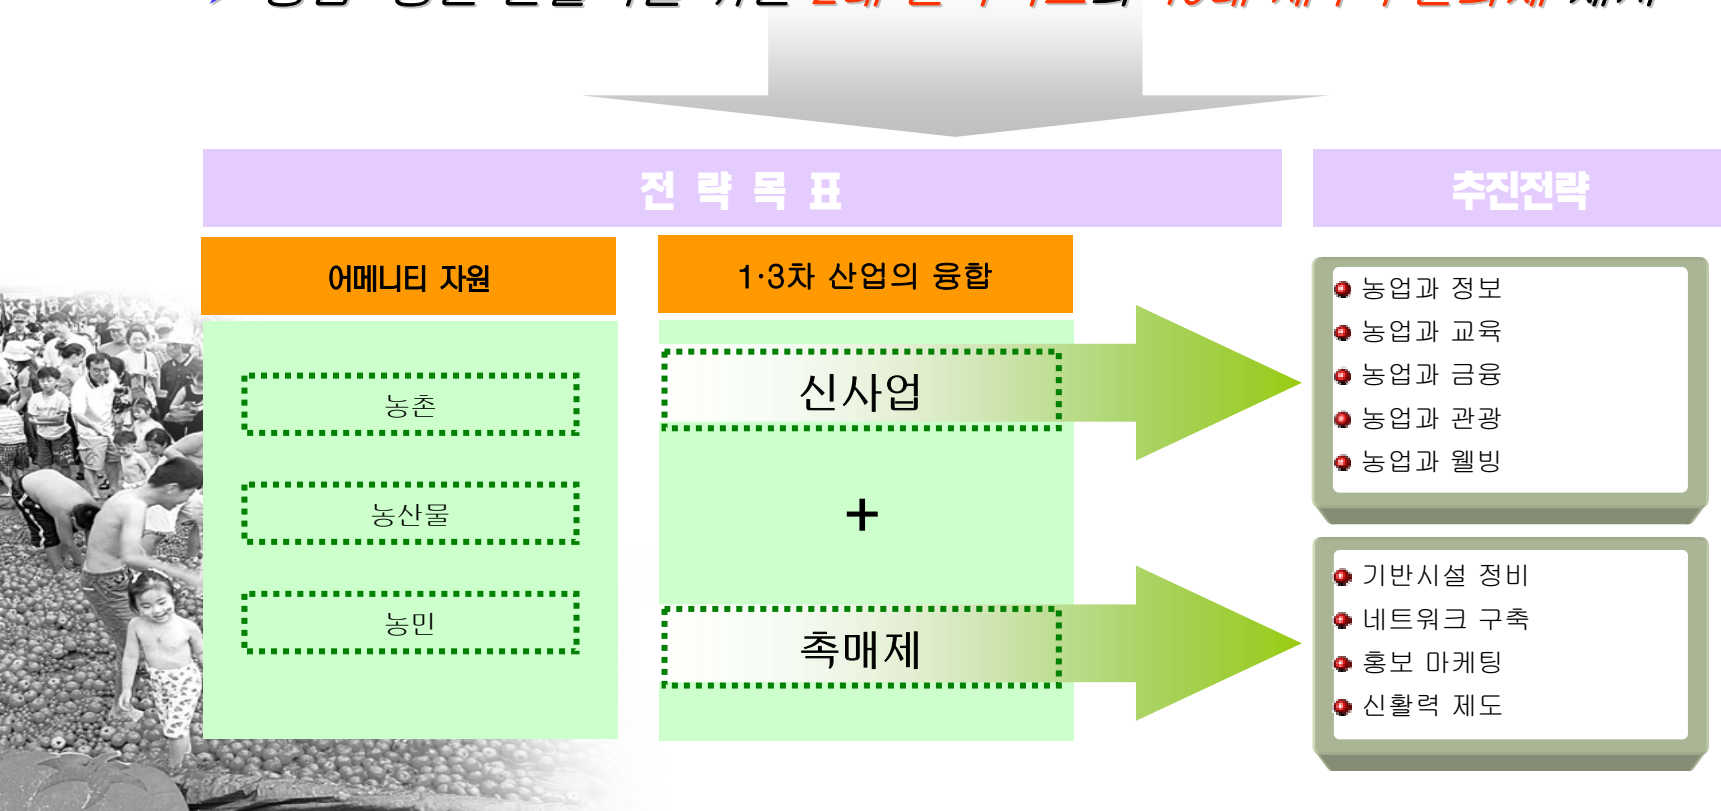 전 략 목 표
추진전략
어메니티 자원
1·3차 산업의 융합
농촌
농산물
농민
신사업
+
촉매제
농업과 정보
농업과 교육
농업과 금융
농업과 관광
농업과 웰빙
기반시설 정비
네트워크 구축
홍보 마케팅
신활력 제도